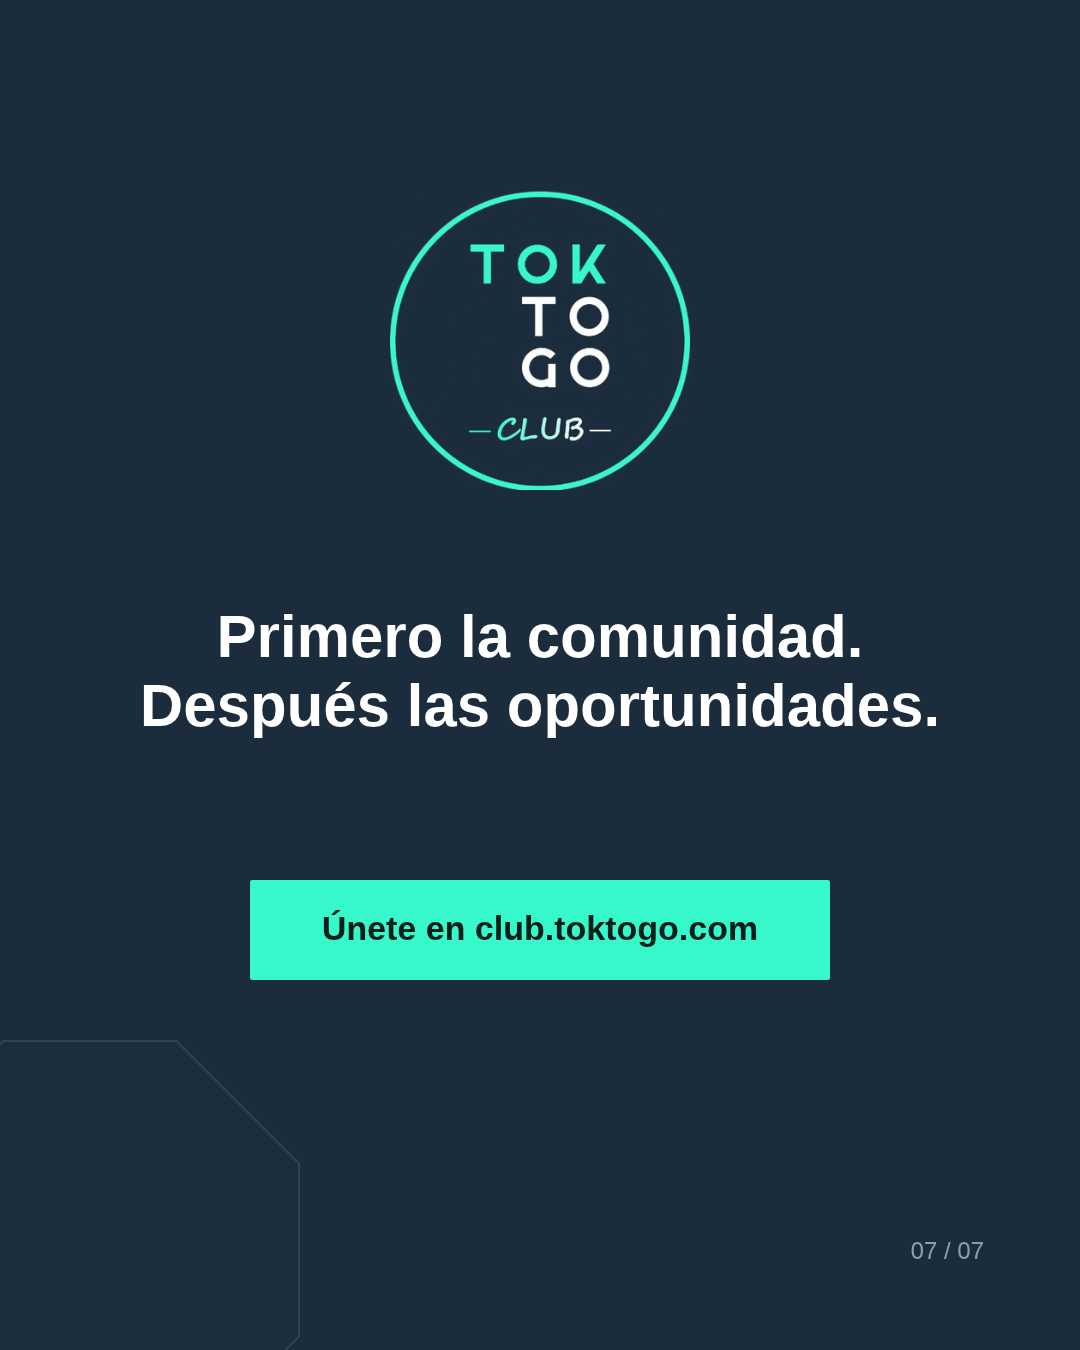 TOK
TO
GO
CLUB
Primero la comunidad.
Después las oportunidades.
Únete en club.toktogo.com
07 / 07